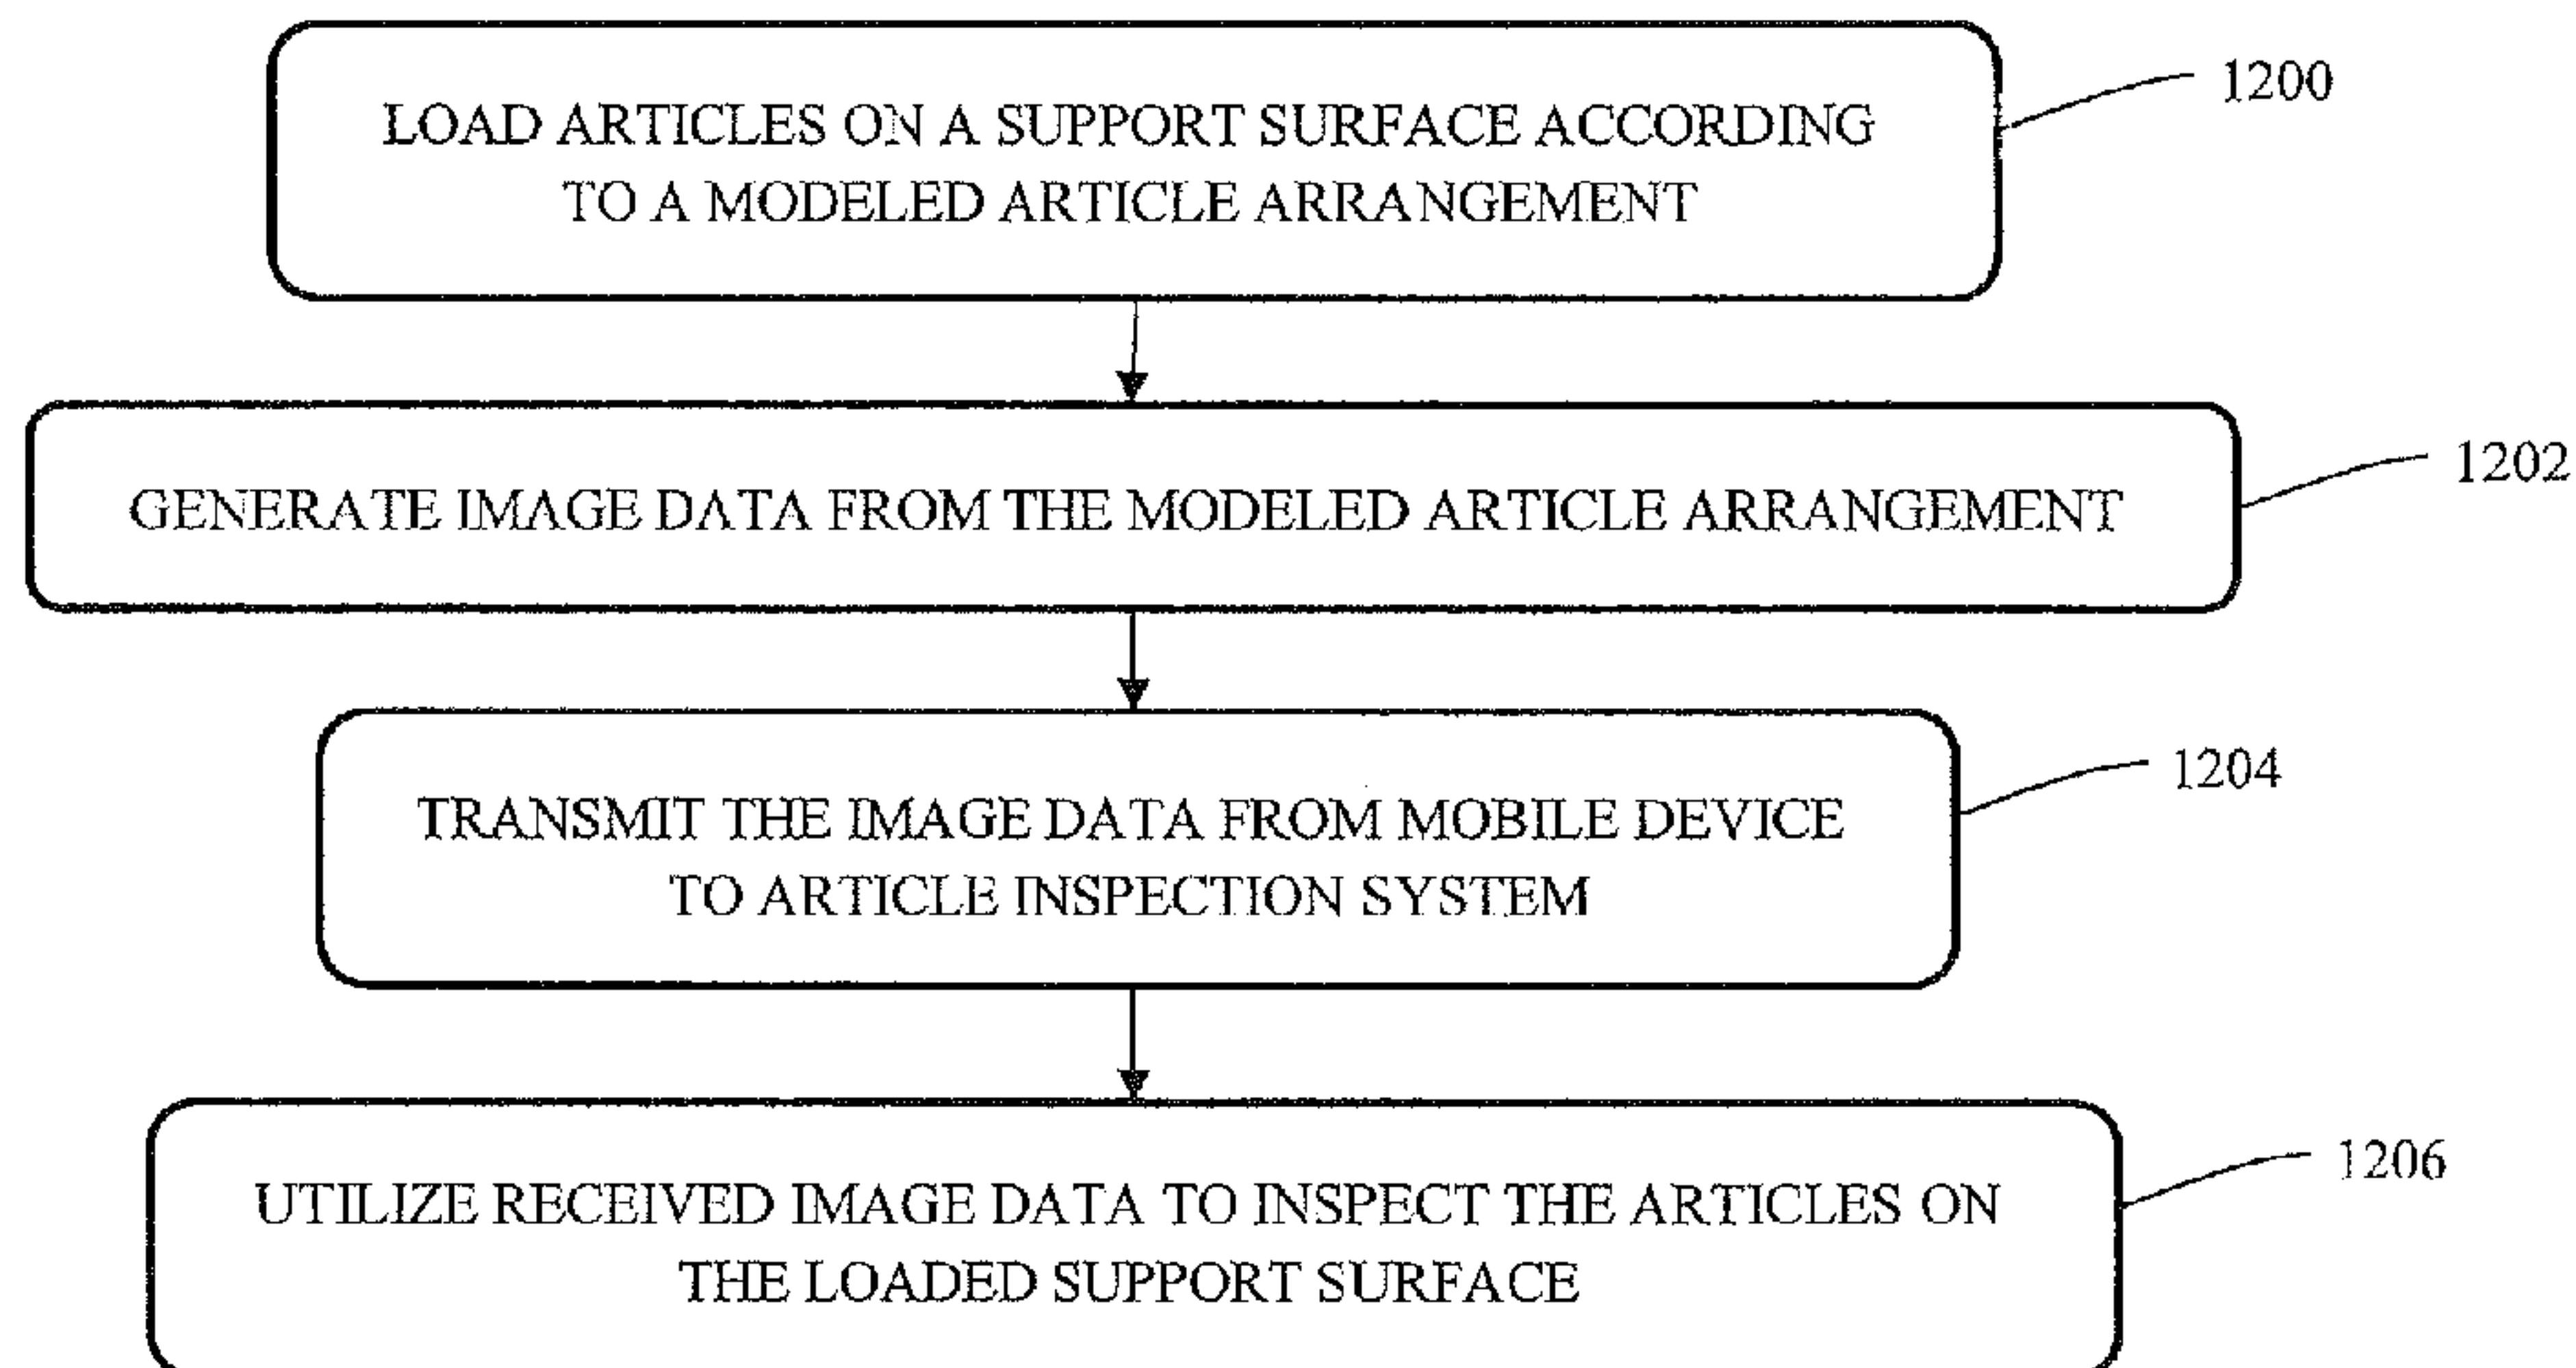 LOAD ARTICLES ON A SUPPORT SURFACE ACCORDING
TO A MODELED ARTICLE ARRANGEMENT
1200
GENERATE IMAGE DATA FROM THE MODELED ARTICLE ARRANGEMENT
1202
TRANSMIT THE IMAGE DATA FROM MOBILE DEVICE
TO ARTICLE INSPECTION SYSTEM
1204
UTILIZE RECEIVED IMAGE DATA TO INSPECT THE ARTICLES ON
THE LOADED SUPPORT SURFACE
1206